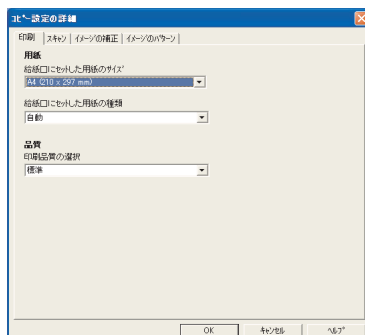 ｺﾋﾟｰ設定の詳細
印刷 ｽｷｬﾝ ｲﾒｰｼﾞの補正 ｲﾒｰｼﾞのﾊﾟﾀｰﾝ
用紙
給紙口にｾｯﾄした用紙のｻｲｽﾞ
A4 (210 x 297 mm)
給紙口にｾｯﾄした用紙の種類
自動
品質
印刷品質の選択
標準
OK ｷｬﾝｾﾙ ﾍﾙﾌﾟ